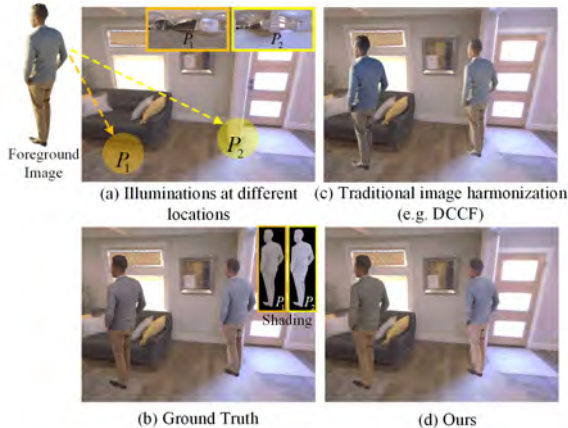 P1
P2
Foreground
Image
P1
P2
(a) Illuminations at different
locations
(c) Traditional image harmonization
(e.g. DCCF)
P1
P2
Shading
(b) Ground Truth
(d) Ours